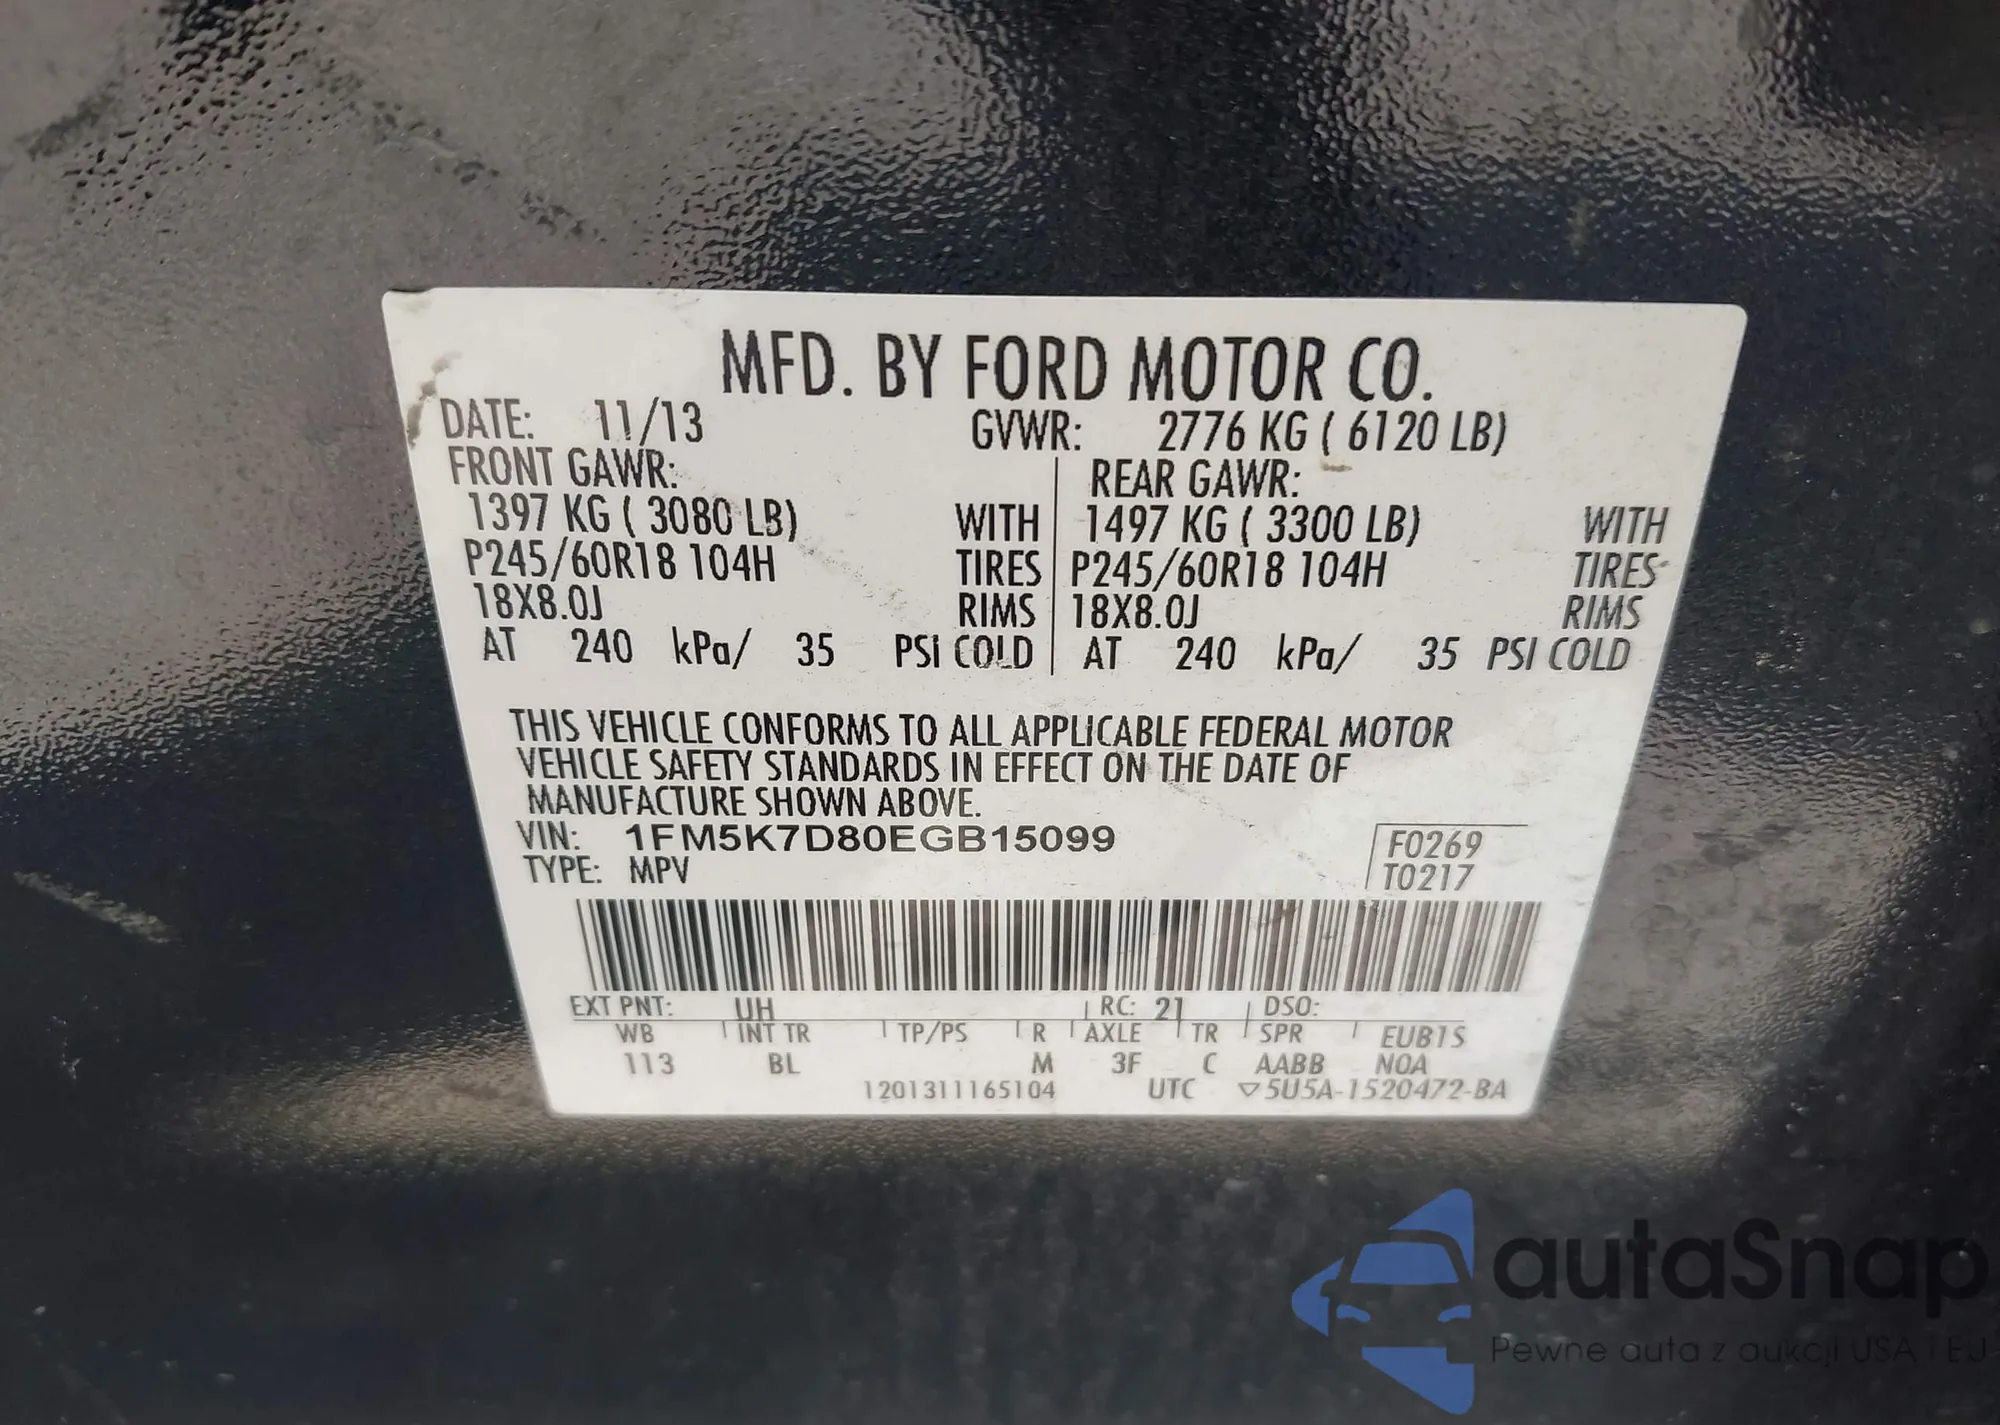 MFD. BY FORD MOTOR CO.
DATE: 11/13 GVWR: 2776 KG ( 6120 LB)
FRONT GAWR: REAR GAWR:
1397 KG ( 3080 LB) WITH 1497 KG ( 3300 LB) WITH
P245/60R18 104H TIRES P245/60R18 104H TIRES
18X8.0J RIMS 18X8.0J RIMS
AT 240 kPa/ 35 PSI COLD AT 240 kPa/ 35 PSI COLD
THIS VEHICLE CONFORMS TO ALL APPLICABLE FEDERAL MOTOR
VEHICLE SAFETY STANDARDS IN EFFECT ON THE DATE OF
MANUFACTURE SHOWN ABOVE.
VIN: 1FM5K7D80EGB15099 F0269
TYPE: MPV T0217
EXT PNT: UH RC: 21 DSO:
WB INT TR TP/PS R AXLE TR SPR EUB1S
113 BL M 3F C AABB NOA
1201311165104 UTC ▽5U5A-1520472-BA
autaSnap
Pewne auta z aukcji USA i EJ